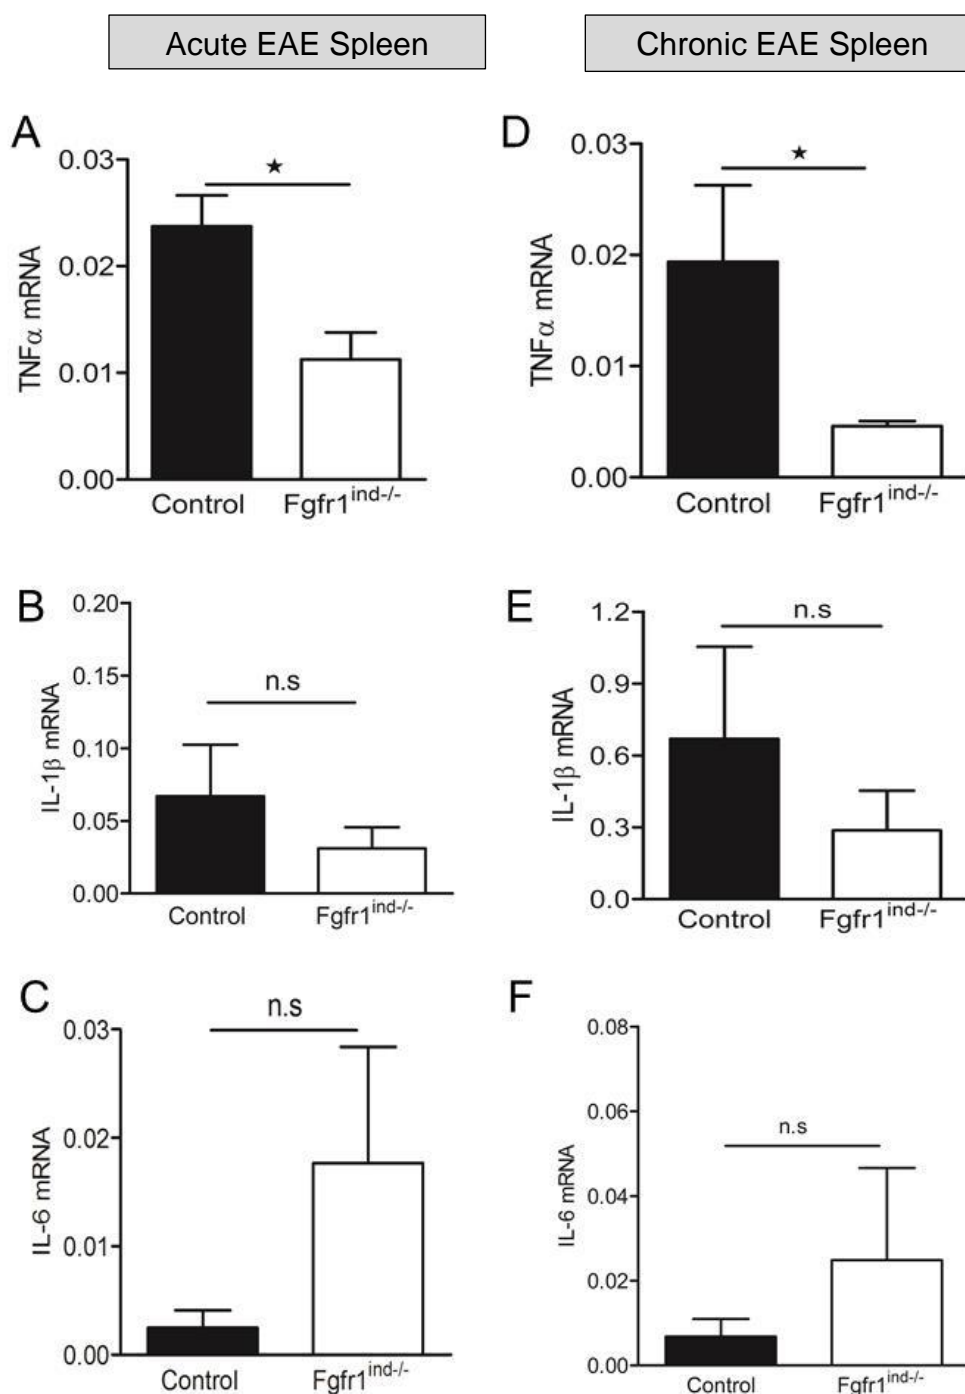 Acute EAE Spleen
Chronic EAE Spleen
A
0.03
0.02
0.01
0.00
TNFα mRNA
★
Control
Fgfr1ind-/-
D
0.03
0.02
0.01
0.00
TNFα mRNA
★
Control
Fgfr1ind-/-
B
0.20
0.15
0.10
0.05
0.00
IL-1β mRNA
n.s
Control
Fgfr1ind-/-
E
1.2
0.9
0.6
0.3
0.0
IL-1β mRNA
n.s
Control
Fgfr1ind-/-
C
0.03
0.02
0.01
0.00
IL-6 mRNA
n.s
Control
Fgfr1ind-/-
F
0.08
0.06
0.04
0.02
0.00
IL-6 mRNA
n.s
Control
Fgfr1ind-/-